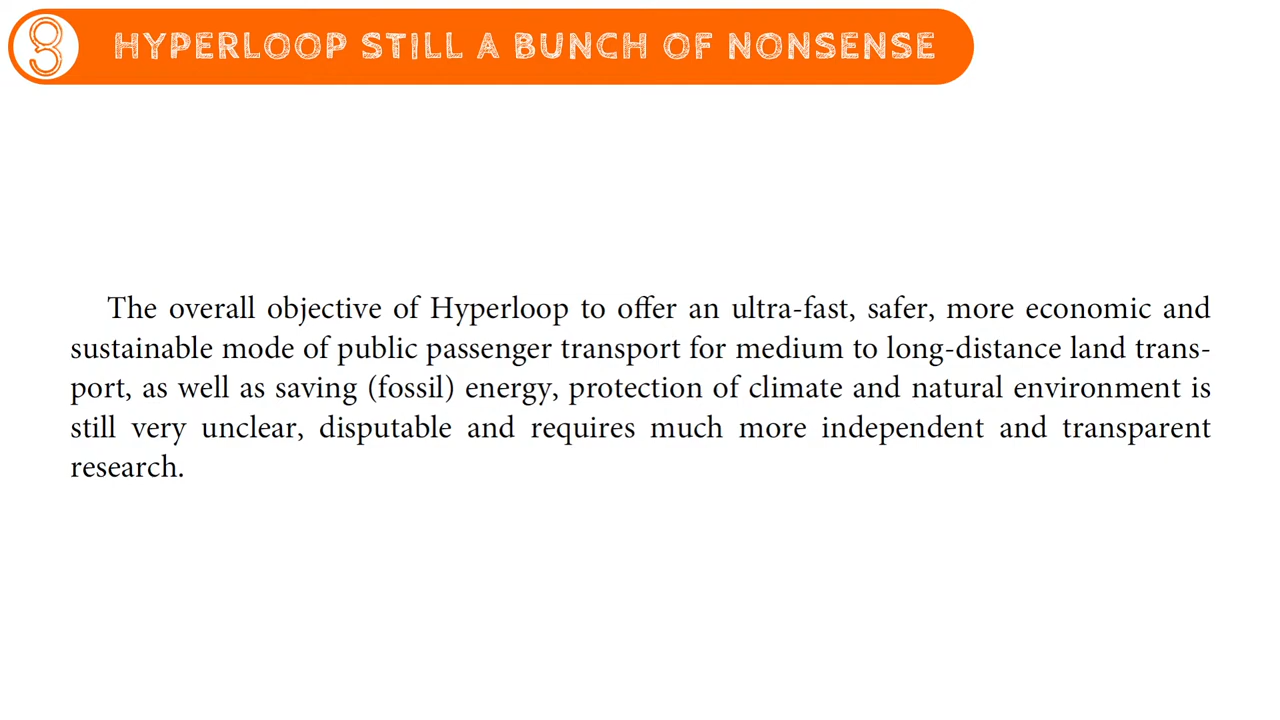 3 HYPERLOOP STILL A BUNCH OF NONSENSE
The overall objective of Hyperloop to offer an ultra-fast, safer, more economic and
sustainable mode of public passenger transport for medium to long-distance land trans-
port, as well as saving (fossil) energy, protection of climate and natural environment is
still very unclear, disputable and requires much more independent and transparent
research.